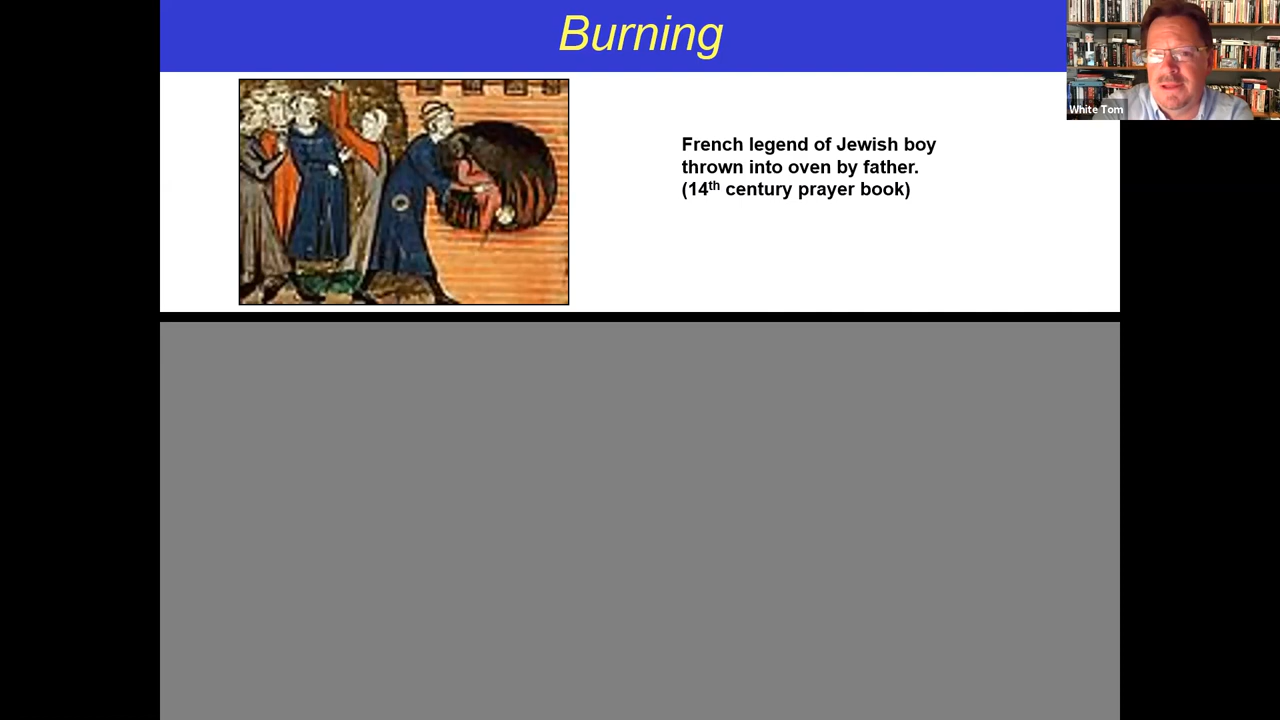 Burning
White Tom
French legend of Jewish boy
thrown into oven by father.
(14th century prayer book)